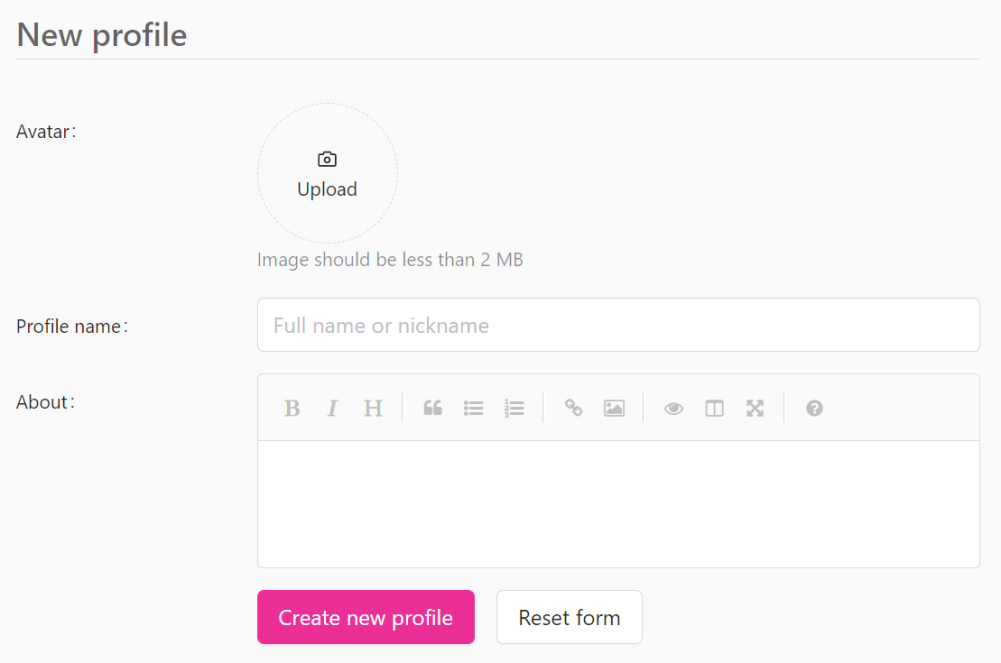 New profile
Avatar:
Upload
Image should be less than 2 MB
Profile name:
Full name or nickname
About:
B I H
Create new profile
Reset form